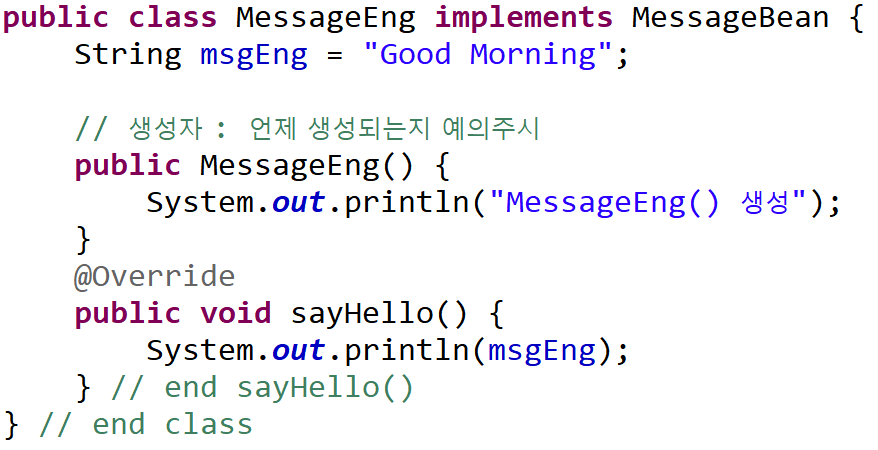 public class MessageEng implements MessageBean {
String msgEng = "Good Morning";
// 생성자 : 언제 생성되는지 예의주시
public MessageEng() {
System.out.println("MessageEng() 생성");
}
@Override
public void sayHello() {
System.out.println(msgEng);
} // end sayHello()
} // end class